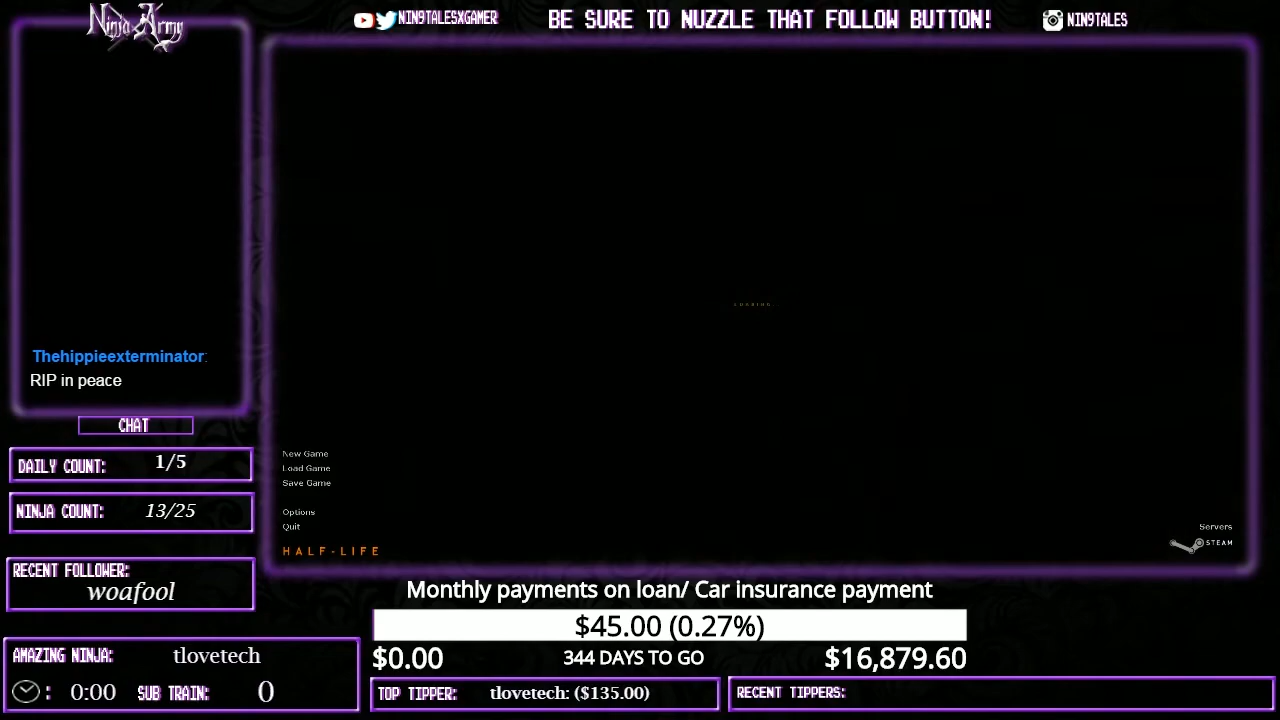 Ninja Army
NIN9TALESXGAMER
BE SURE TO NUZZLE THAT FOLLOW BUTTON!
NIN9TALES
LOADING...
Thehippieexterminator:
RIP in peace
CHAT
DAILY COUNT: 1/5
NINJA COUNT: 13/25
RECENT FOLLOWER:
woafool
AMAZING NINJA: tlovetech
: 0:00 SUB TRAIN: 0
New Game
Load Game
Save Game
Options
Quit
HALF-LIFE
Servers
STEAM
Monthly payments on loan/ Car insurance payment
$45.00 (0.27%)
$0.00 344 DAYS TO GO $16,879.60
TOP TIPPER: tlovetech: ($135.00)
RECENT TIPPERS: